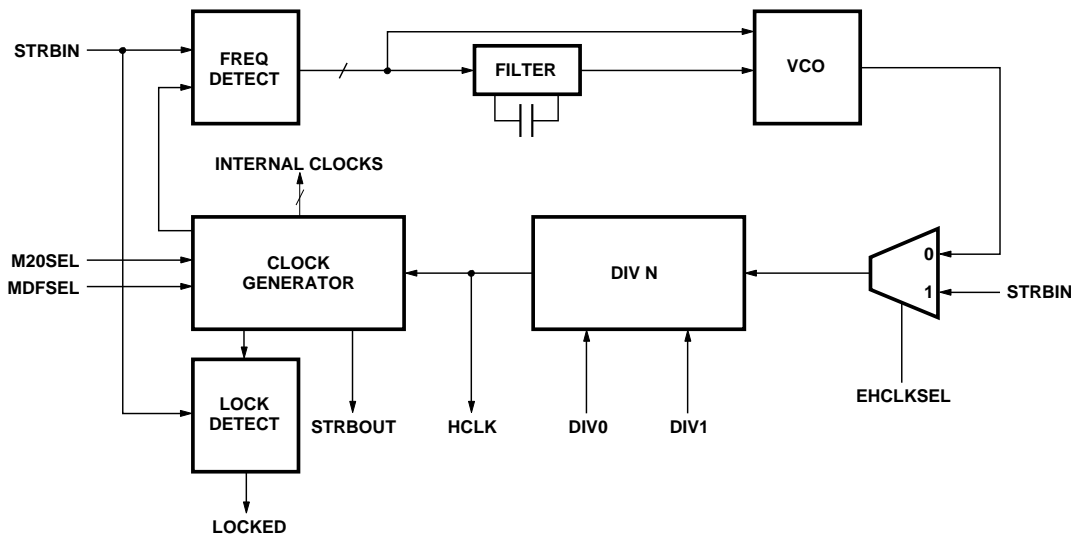 STRBIN
FREQ
DETECT
FILTER
VCO
INTERNAL CLOCKS
M20SEL
MDFSEL
CLOCK
GENERATOR
DIV N
0
1
STRBIN
EHCLKSEL
LOCK
DETECT
STRBOUT
HCLK
DIV0
DIV1
LOCKED